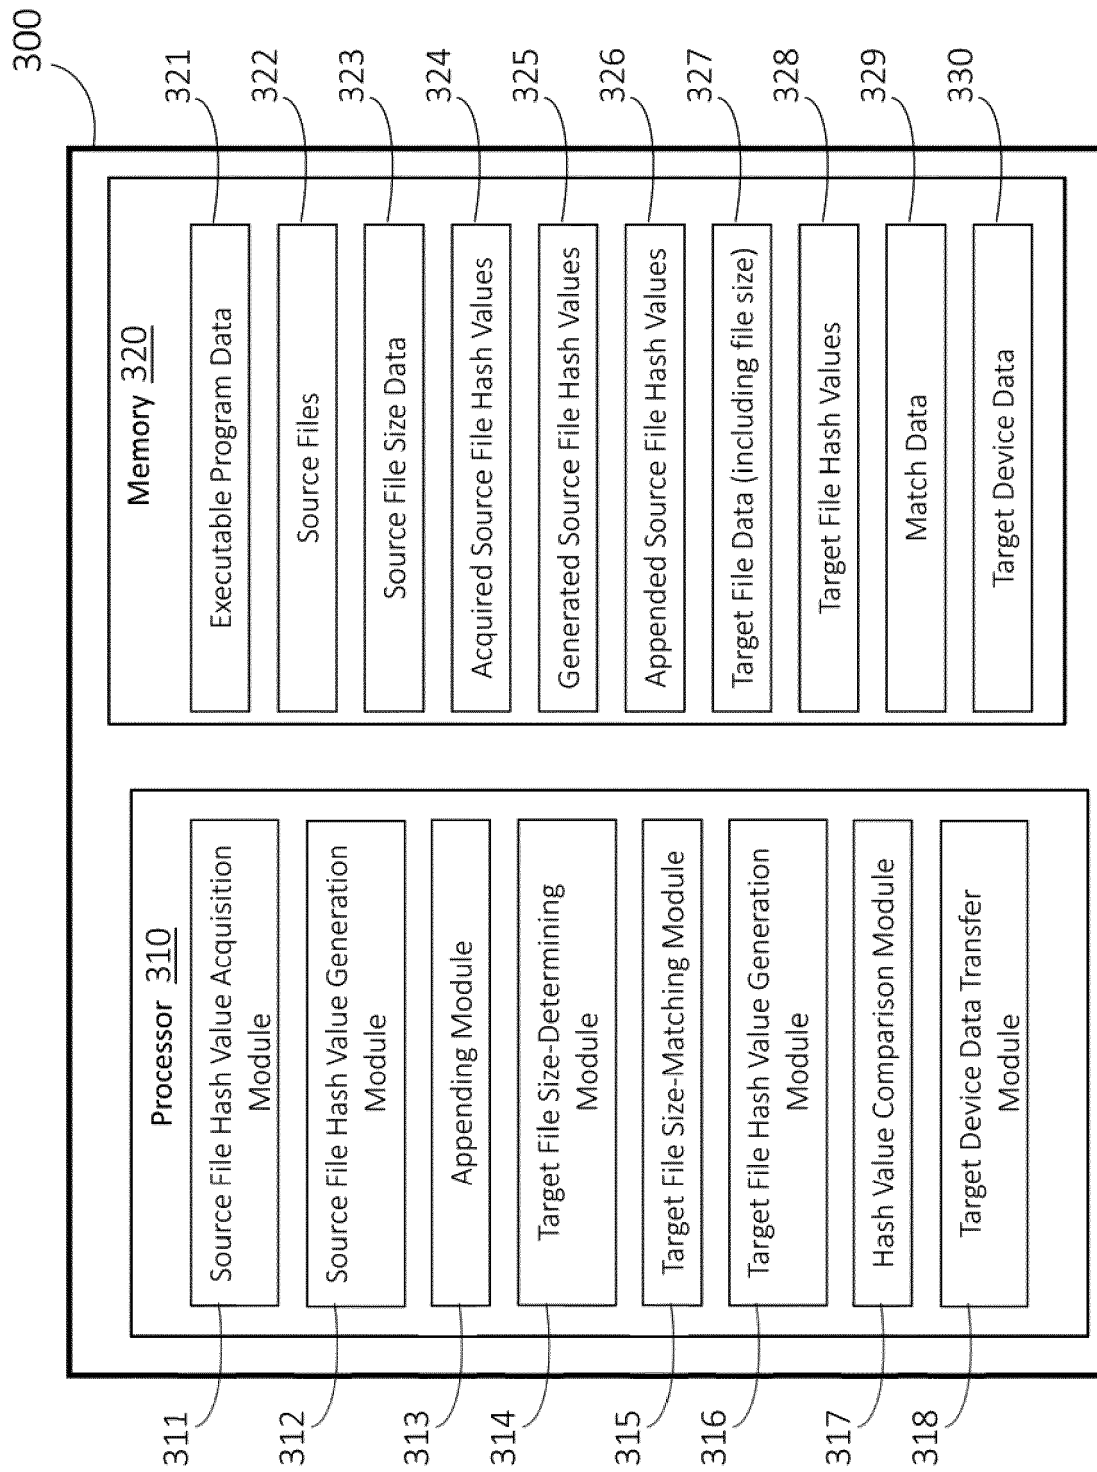 300
Processor 310
311
Source File Hash Value Acquisition
Module
312
Source File Hash Value Generation
Module
313
Appending Module
314
Target File Size-Determining
Module
315
Target File Size-Matching Module
316
Target File Hash Value Generation
Module
317
Hash Value Comparison Module
318
Target Device Data Transfer
Module
Memory 320
Executable Program Data
321
Source Files
322
Source File Size Data
323
Acquired Source File Hash Values
324
Generated Source File Hash Values
325
Appended Source File Hash Values
326
Target File Data (including file size)
327
Target File Hash Values
328
Match Data
329
Target Device Data
330